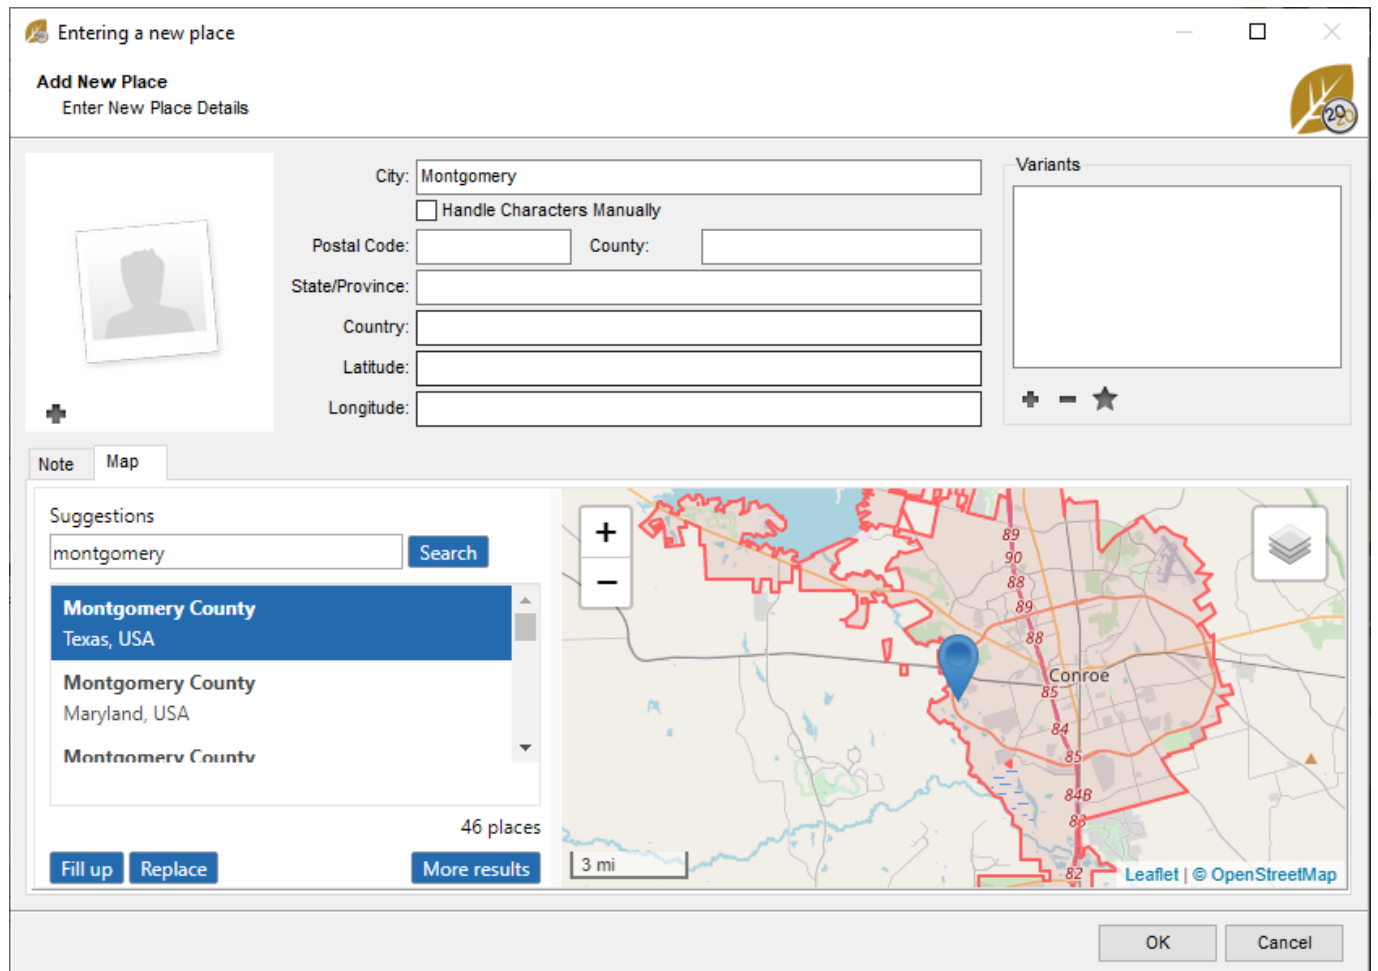 Entering a new place
Add New Place
Enter New Place Details
2020
City: Montgomery
Handle Characters Manually
Postal Code:
County:
State/Province:
Country:
Latitude:
Longitude:
Variants
Note
Map
Suggestions
montgomery
Search
Montgomery County
Texas, USA
Montgomery County
Maryland, USA
Montgomery County
46 places
Fill up
Replace
More results
+
−
89
90
88
89
88
Conroe
85
84
85
84B
83
82
3 mi
Leaflet | © OpenStreetMap
OK
Cancel